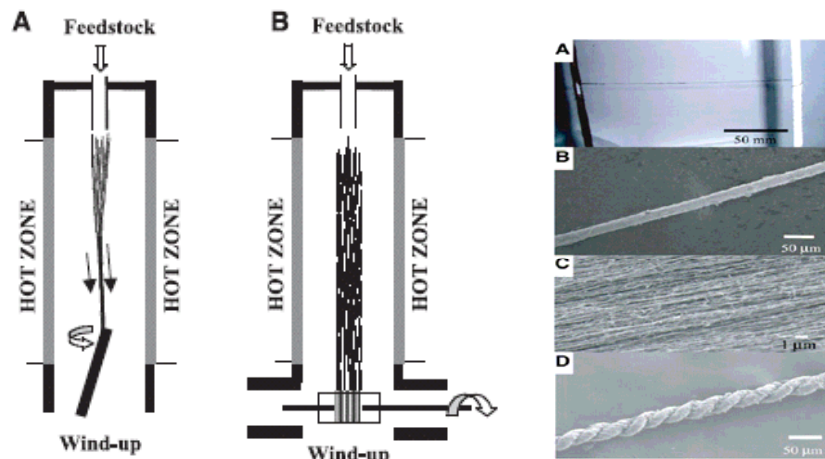 A
Feedstock
HOT ZONE
HOT ZONE
Wind-up
B
Feedstock
HOT ZONE
HOT ZONE
Wind-up
A
50 mm
B
50 µm
C
1 µm
D
50 µm